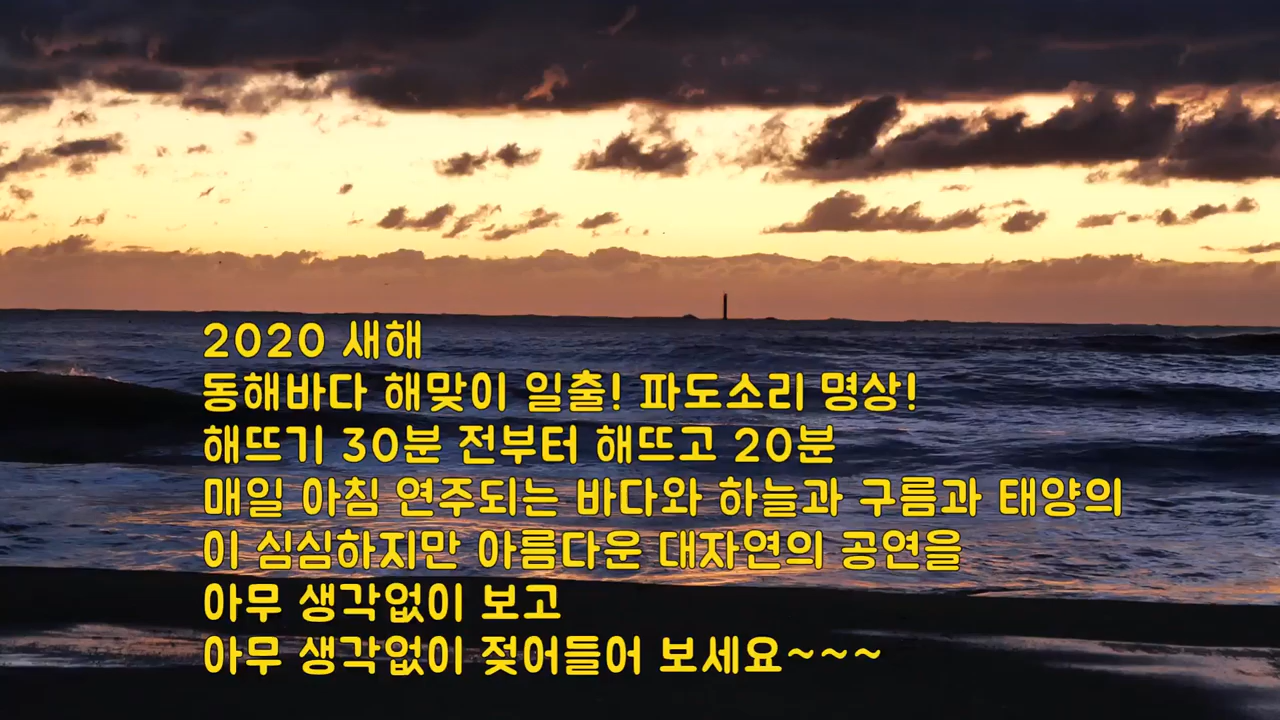 2020 새해
동해바다 해맞이 일출! 파도소리 명상!
해뜨기 30분 전부터 해뜨고 20분
매일 아침 연주되는 바다와 하늘과 구름과 태양의
이 심심하지만 아름다운 대자연의 공연을
아무 생각없이 보고
아무 생각없이 젖어들어 보세요~~~